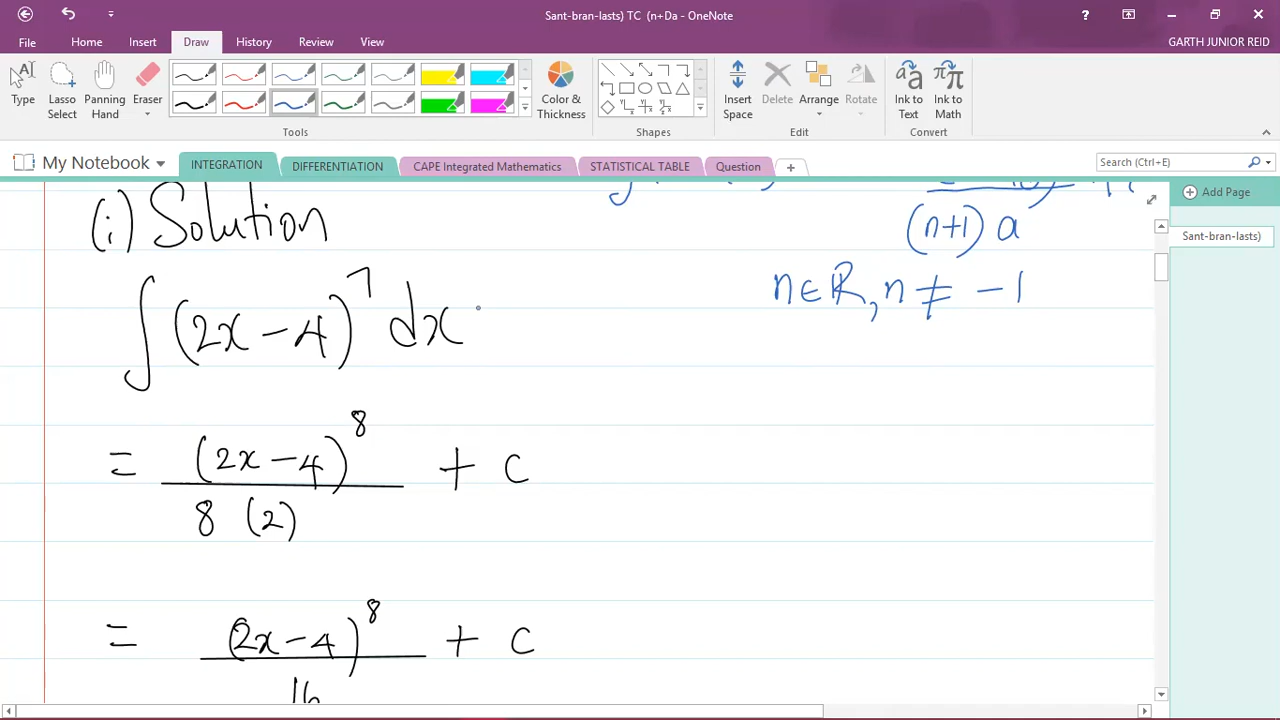 Sant-bran-lasts) TC (n+Da - OneNote
File Home Insert Draw History Review View
GARTH JUNIOR REID
Type
Lasso Select
Panning Hand
Eraser
Color & Thickness
Insert Space
Delete
Arrange
Rotate
Ink to Text
Ink to Math
Tools
Shapes
Edit
Convert
My Notebook
INTEGRATION
DIFFERENTIATION
CAPE Integrated Mathematics
STATISTICAL TABLE
Question
Search (Ctrl+E)
Add Page
Sant-bran-lasts)
(i) Solution
(n+1) a
n∈ℝ, n ≠ -1
∫(2x-4)⁷ dx
= (2x-4)⁸ + c
8 (2)
= (2x-4)⁸ + c
16